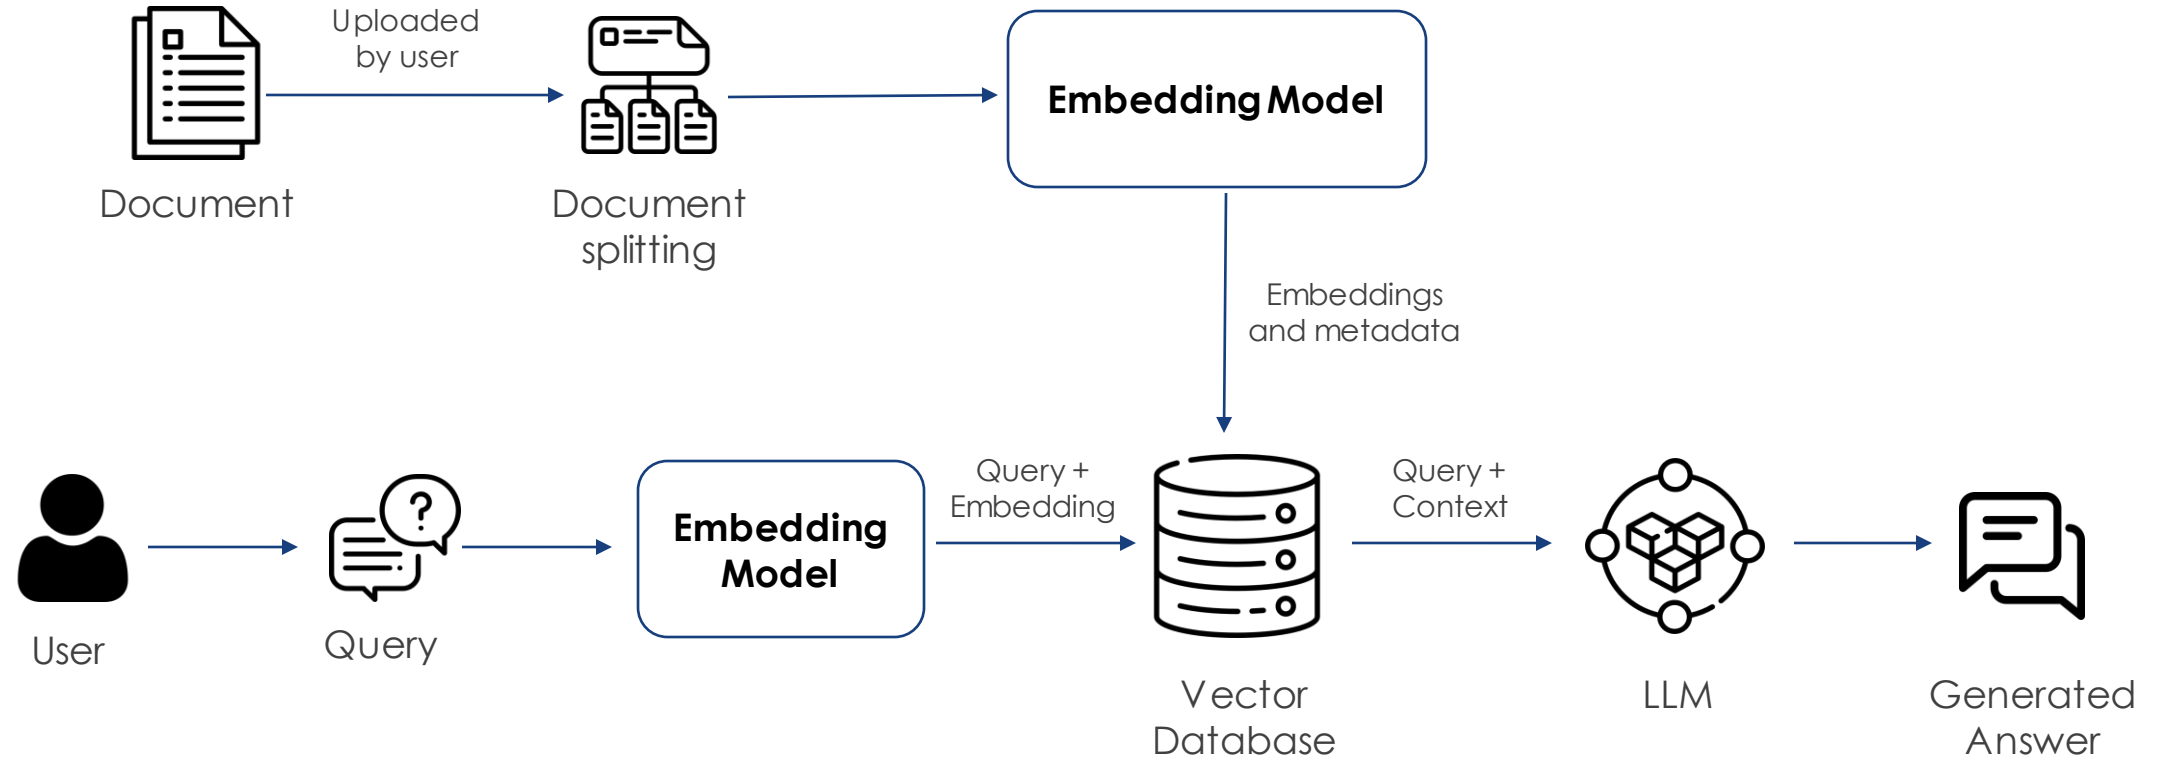 Uploaded
by user
Embedding Model
Document
Document
splitting
Embeddings
and metadada
Query +
Embedding
Query +
Context
?
Embedding
Model
User
Query
Vector
Database
LLM
Generated
Answer